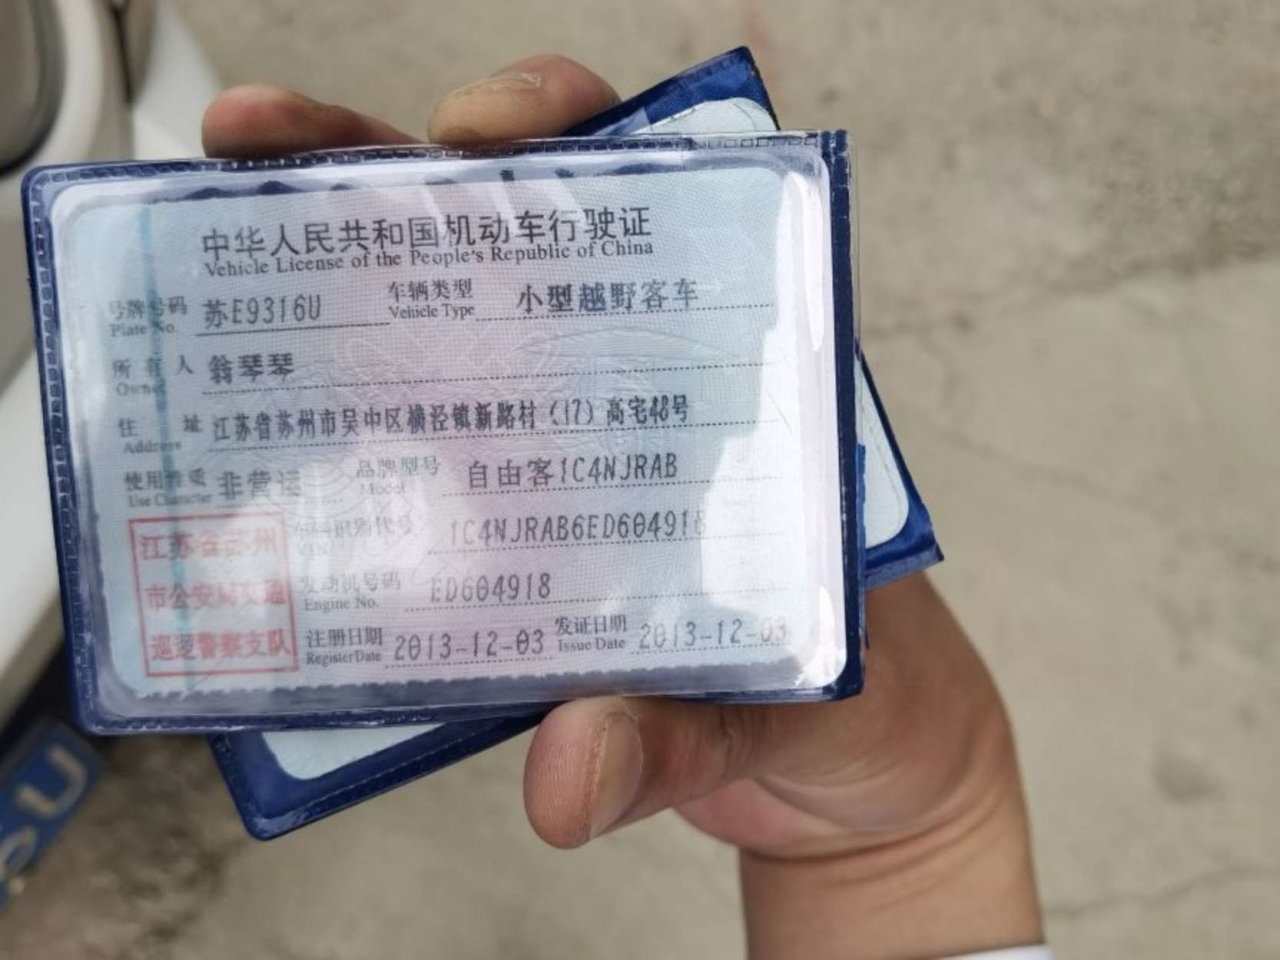 中华人民共和国机动车行驶证
Vehicle License of the People's Republic of China
号牌号码 苏E9316U 车辆类型 小型越野客车
Plate No. Vehicle Type
所有人 翁琴琴
Owner
住址 江苏省苏州市吴中区横泾镇新路村（17）高宅48号
Address
使用性质 非营运 品牌型号 自由客1C4NJRAB
Use Character Model
车辆识别代号 1C4NJRAB6ED604918
VIN
发动机号码 ED604918
Engine No.
注册日期 2013-12-03 发证日期 2013-12-03
Register Date Issue Date
江苏省苏州
市公安局交通
巡逻警察支队